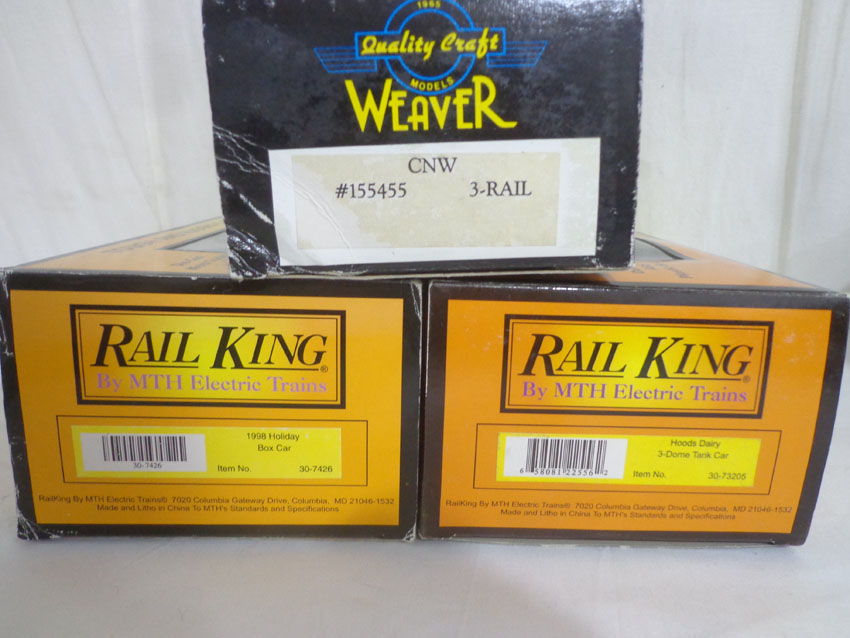 1965
Quality Craft
MODELS
WEAVER
CNW
#155455 3-RAIL
RAIL KING®
By MTH Electric Trains
1998 Holiday
Box Car
30-7426
Item No. 30-7426
RailKing By MTH Electric Trains® 7020 Columbia Gateway Drive, Columbia, MD 21046-1532
Made and Litho in China To MTH's Standards and Specifications
RAIL KING®
By MTH Electric Trains
Hoods Dairy
3-Dome Tank Car
6 58081 22556 2
Item No. 30-73205
RailKing By MTH Electric Trains® 7020 Columbia Gateway Drive, Columbia, MD 21046-1532
Made and Litho in China To MTH's Standards and Specifications